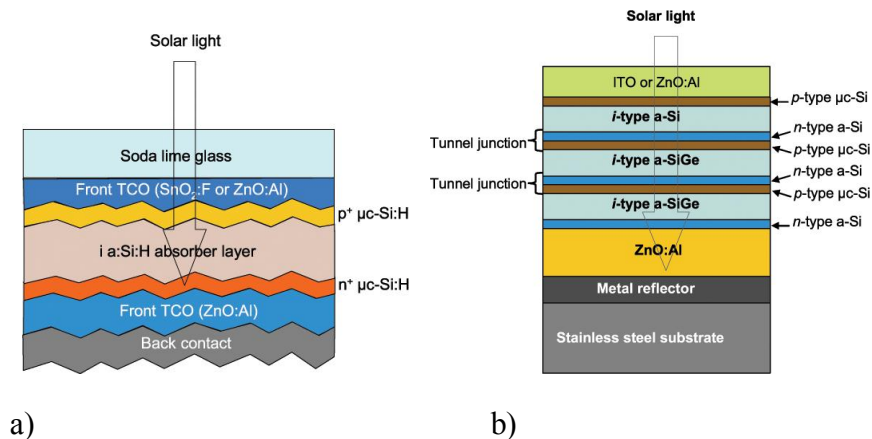 Solar light
Soda lime glass
Front TCO (SnO₂:F or ZnO:Al)
p⁺ µc-Si:H
i a:Si:H absorber layer
n⁺ µc-Si:H
Front TCO (ZnO:Al)
Back contact
a)
Solar light
ITO or ZnO:Al
p-type µc-Si
i-type a-Si
n-type a-Si
Tunnel junction
p-type µc-Si
i-type a-SiGe
n-type a-Si
Tunnel junction
p-type µc-Si
i-type a-SiGe
n-type a-Si
ZnO:Al
Metal reflector
Stainless steel substrate
b)